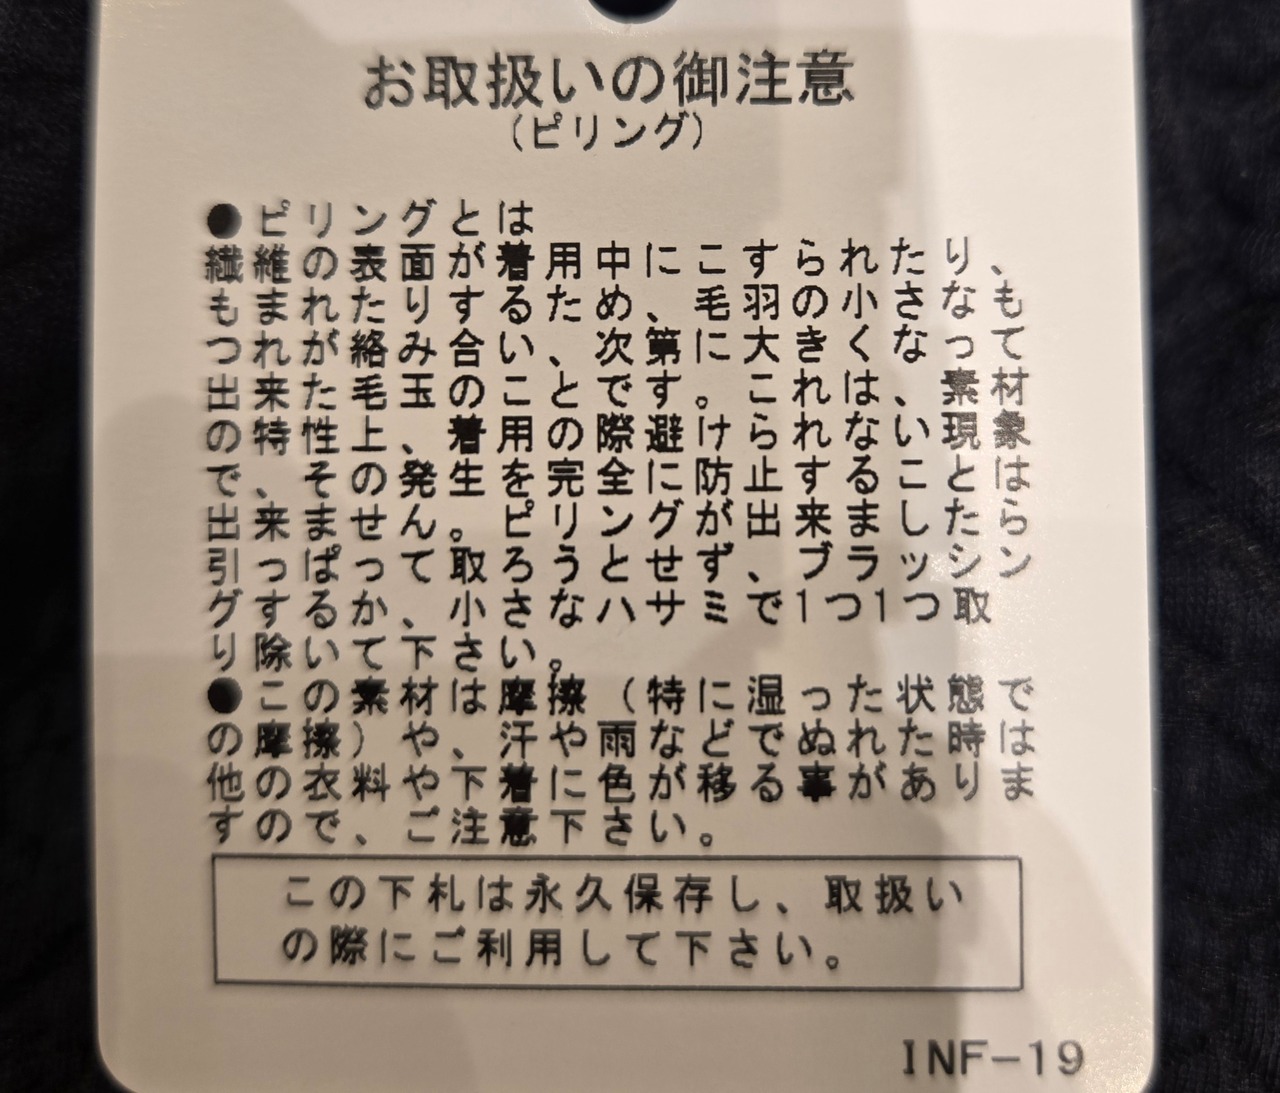 お取扱いの御注意
(ピリング)
●ピリングとは
繊維の表面が着用中にこすられたり、
もまれたりするため、毛羽の小さなも
つれが絡み合い、次第に大きくなって
出来た毛玉のことです。これは、素材
の特性上、着用の際避けられない現象
で、その発生を完全に防止することは
出来ません。ピリングが出来ましたら
引っぱって取ろうとせず、ブラッシン
グするか、小さなハサミで1つ1つ取
り除いて下さい。
●この素材は摩擦(特に湿った状態で
の摩擦)や、汗や雨などでぬれた時は
他の衣料や下着に色が移る事がありま
すので、ご注意下さい。
この下札は永久保存し、取扱い
の際にご利用して下さい。
INF-19